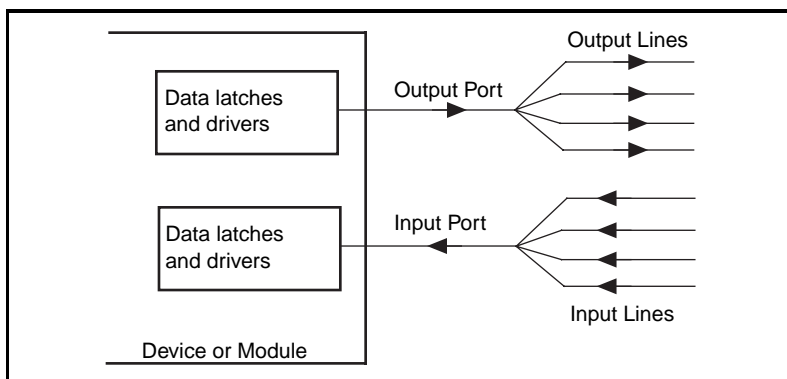 Output Lines
Data latches
and drivers
Output Port
Data latches
and drivers
Input Port
Input Lines
Device or Module